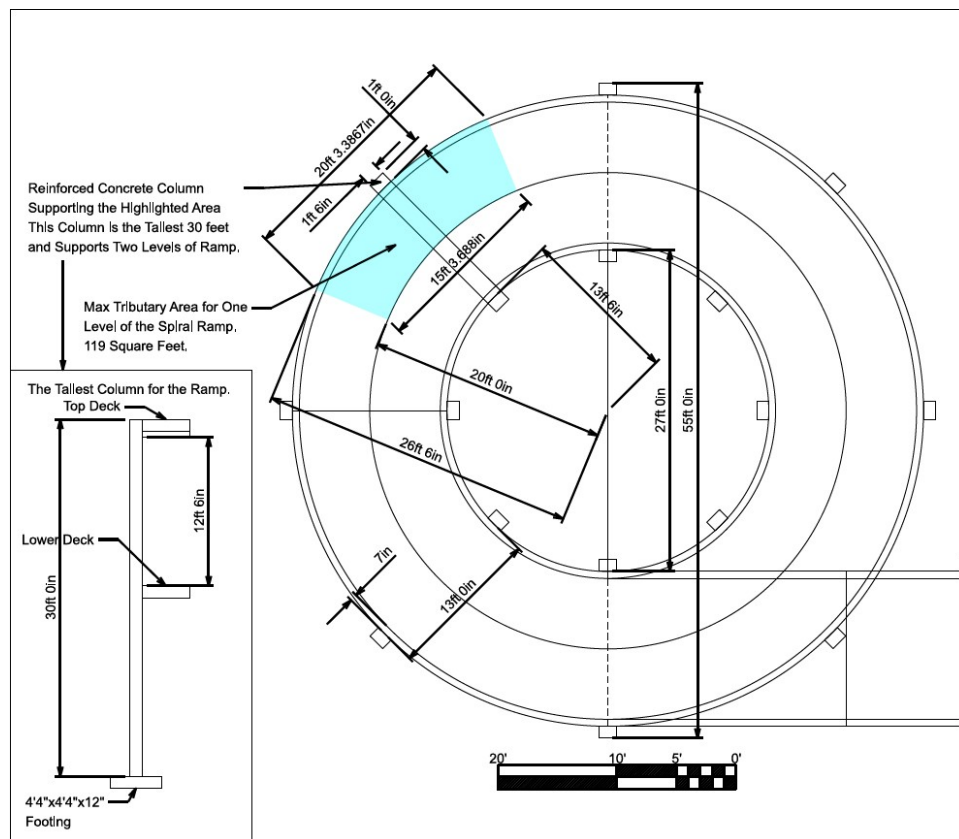 1ft 0in
20ft 3.3867in
1ft 6in
Reinforced Concrete Column
Supporting the Highlighted Area
This Column is the Tallest 30 feet
and Supports Two Levels of Ramp.
15ft 3.688in
13ft 6in
Max Tributary Area for One
Level of the Spiral Ramp,
119 Square Feet.
20ft 0in
26ft 6in
27ft 0in
55ft 0in
The Tallest Column for the Ramp.
Top Deck
12ft 6in
Lower Deck
30ft 0in
7in
13ft 0in
20' 10' 5' 0'
4'4"x4'4"x12"
Footing